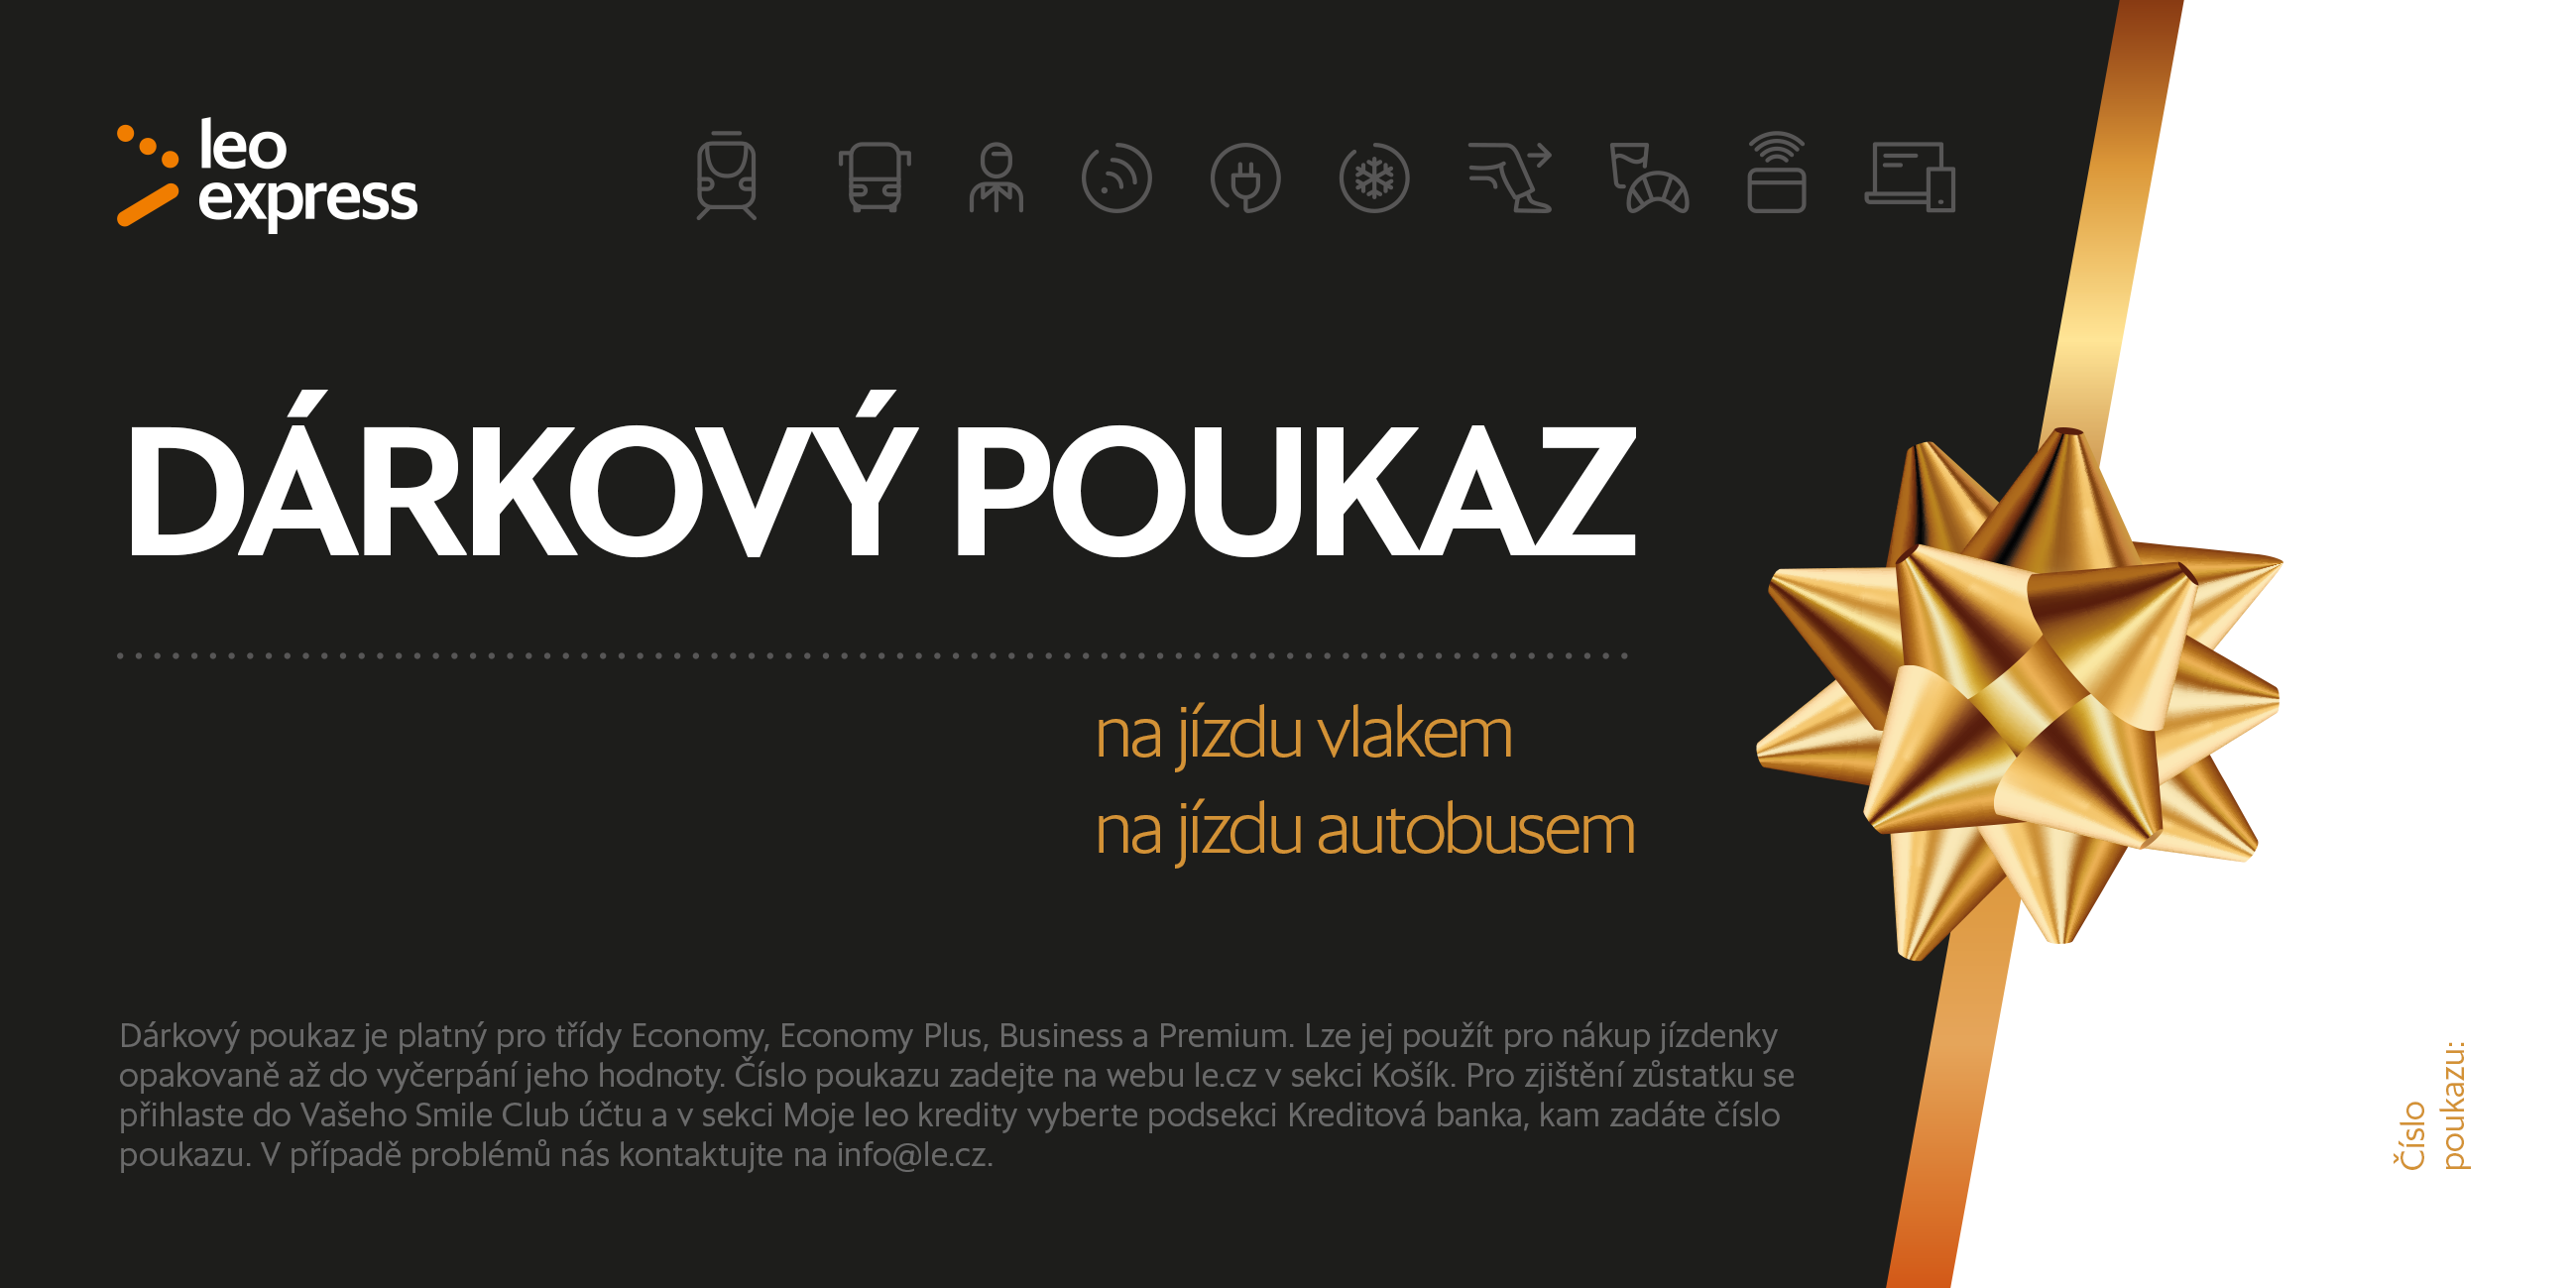 leo
express
DÁRKOVÝ POUKAZ
na jízdu vlakem
na jízdu autobusem
Dárkový poukaz je platný pro třídy Economy, Economy Plus, Business a Premium. Lze jej použít pro nákup jízdenky
opakovaně až do vyčerpání jeho hodnoty. Číslo poukazu zadejte na webu le.cz v sekci Košík. Pro zjištění zůstatku se
přihlaste do Vašeho Smile Club účtu a v sekci Moje leo kredity vyberte podsekci Kreditová banka, kam zadáte číslo
poukazu. V případě problémů nás kontaktujte na info@le.cz.
Číslo
poukazu: